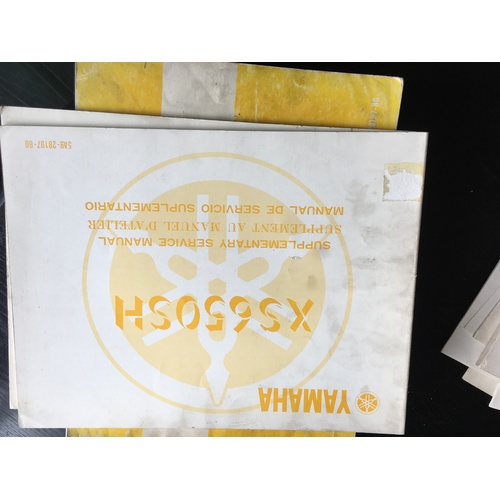 YAMAHA
XS650SH
SUPPLEMENTARY SERVICE MANUAL
SUPPLEMENT AU MANUEL D'ATELIER
MANUAL DE SERVICIO SUPLEMENTARIO